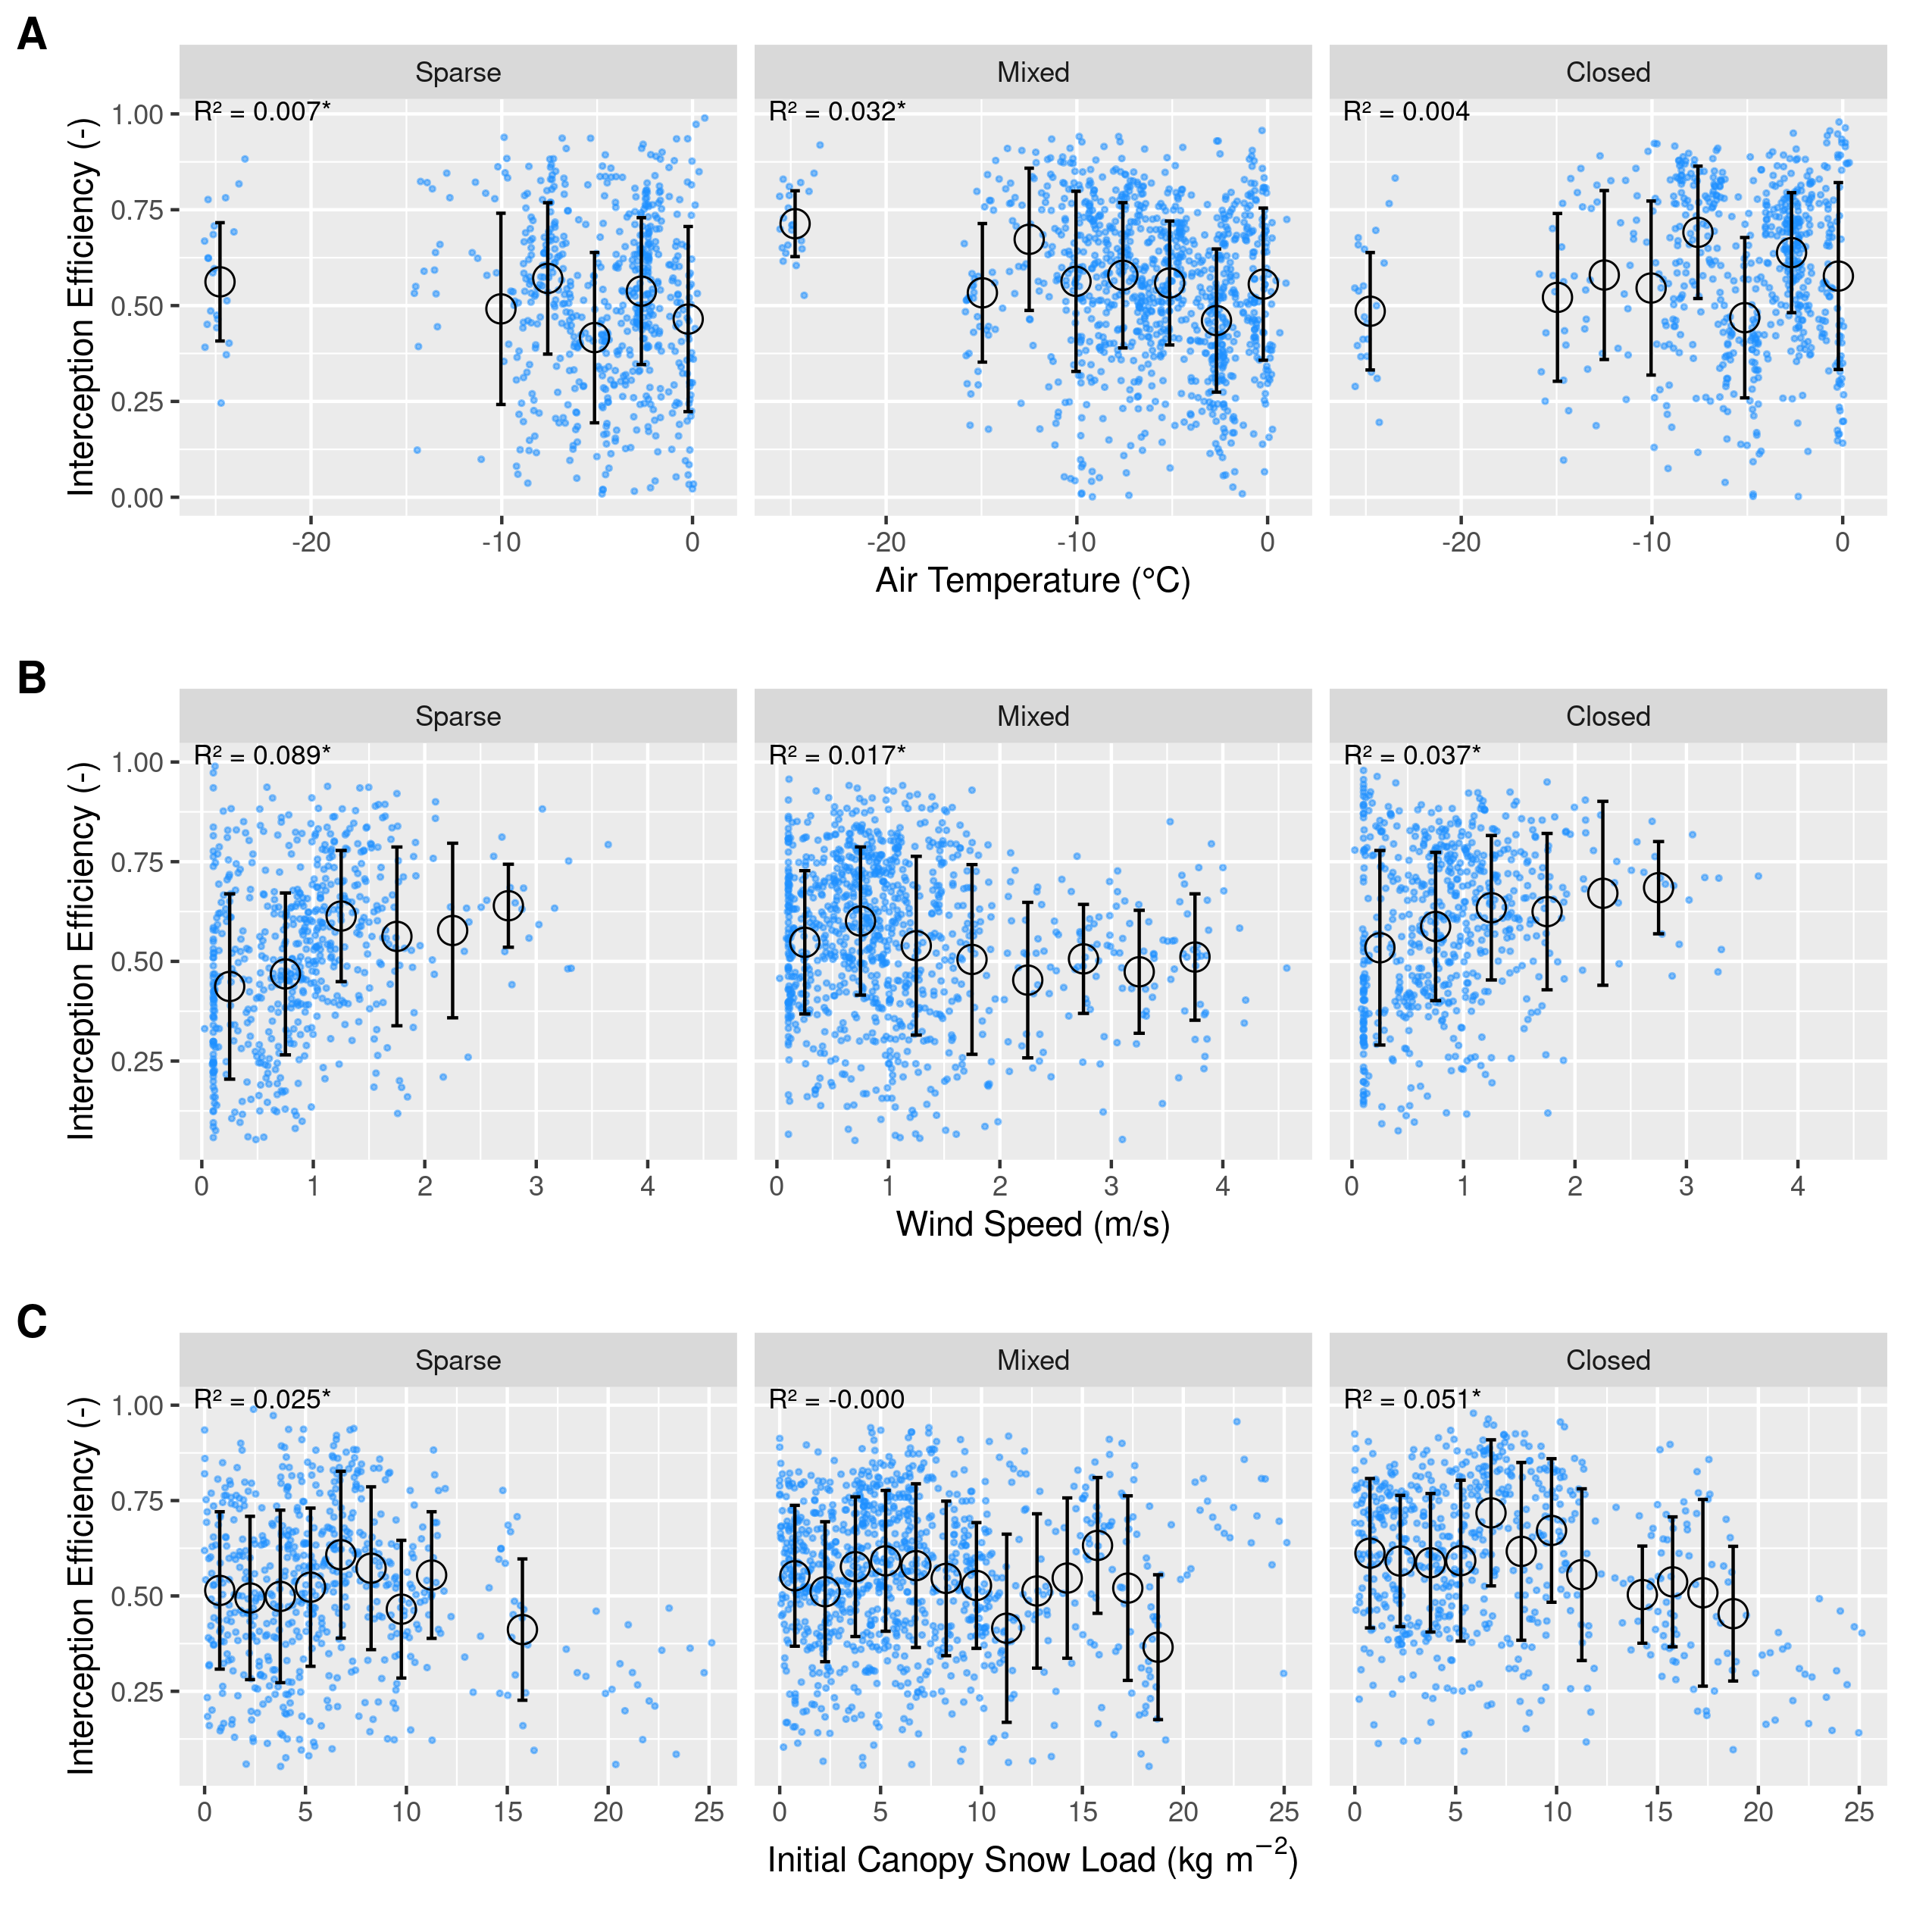 A
Sparse Mixed Closed
R² = 0.007* R² = 0.032* R² = 0.004
Interception Efficiency (-)
1.00
0.75
0.50
0.25
0.00
-20 -10 0 -20 -10 0 -20 -10 0
Air Temperature (°C)
B
Sparse Mixed Closed
R² = 0.089* R² = 0.017* R² = 0.037*
Interception Efficiency (-)
1.00
0.75
0.50
0.25
0 1 2 3 4 0 1 2 3 4 0 1 2 3 4
Wind Speed (m/s)
C
Sparse Mixed Closed
R² = 0.025* R² = -0.000 R² = 0.051*
Interception Efficiency (-)
1.00
0.75
0.50
0.25
0 5 10 15 20 25 0 5 10 15 20 25 0 5 10 15 20 25
Initial Canopy Snow Load (kg m⁻²)